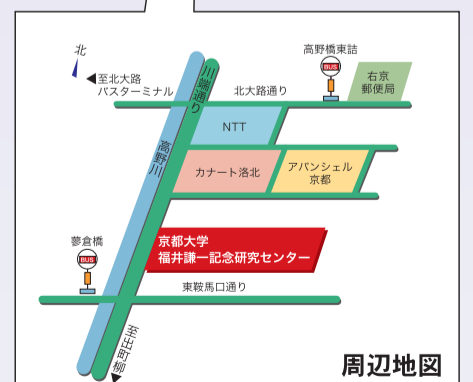 北
高野橋東詰
BUS
◀至北大路
バスターミナル
川端通り
北大路通り
右京
郵便局
NTT
高野川
カナート洛北
アバンシェル
京都
夢倉橋
BUS
京都大学
福井謙一記念研究センター
東鞍馬口通り
至出町柳▶
周辺地図